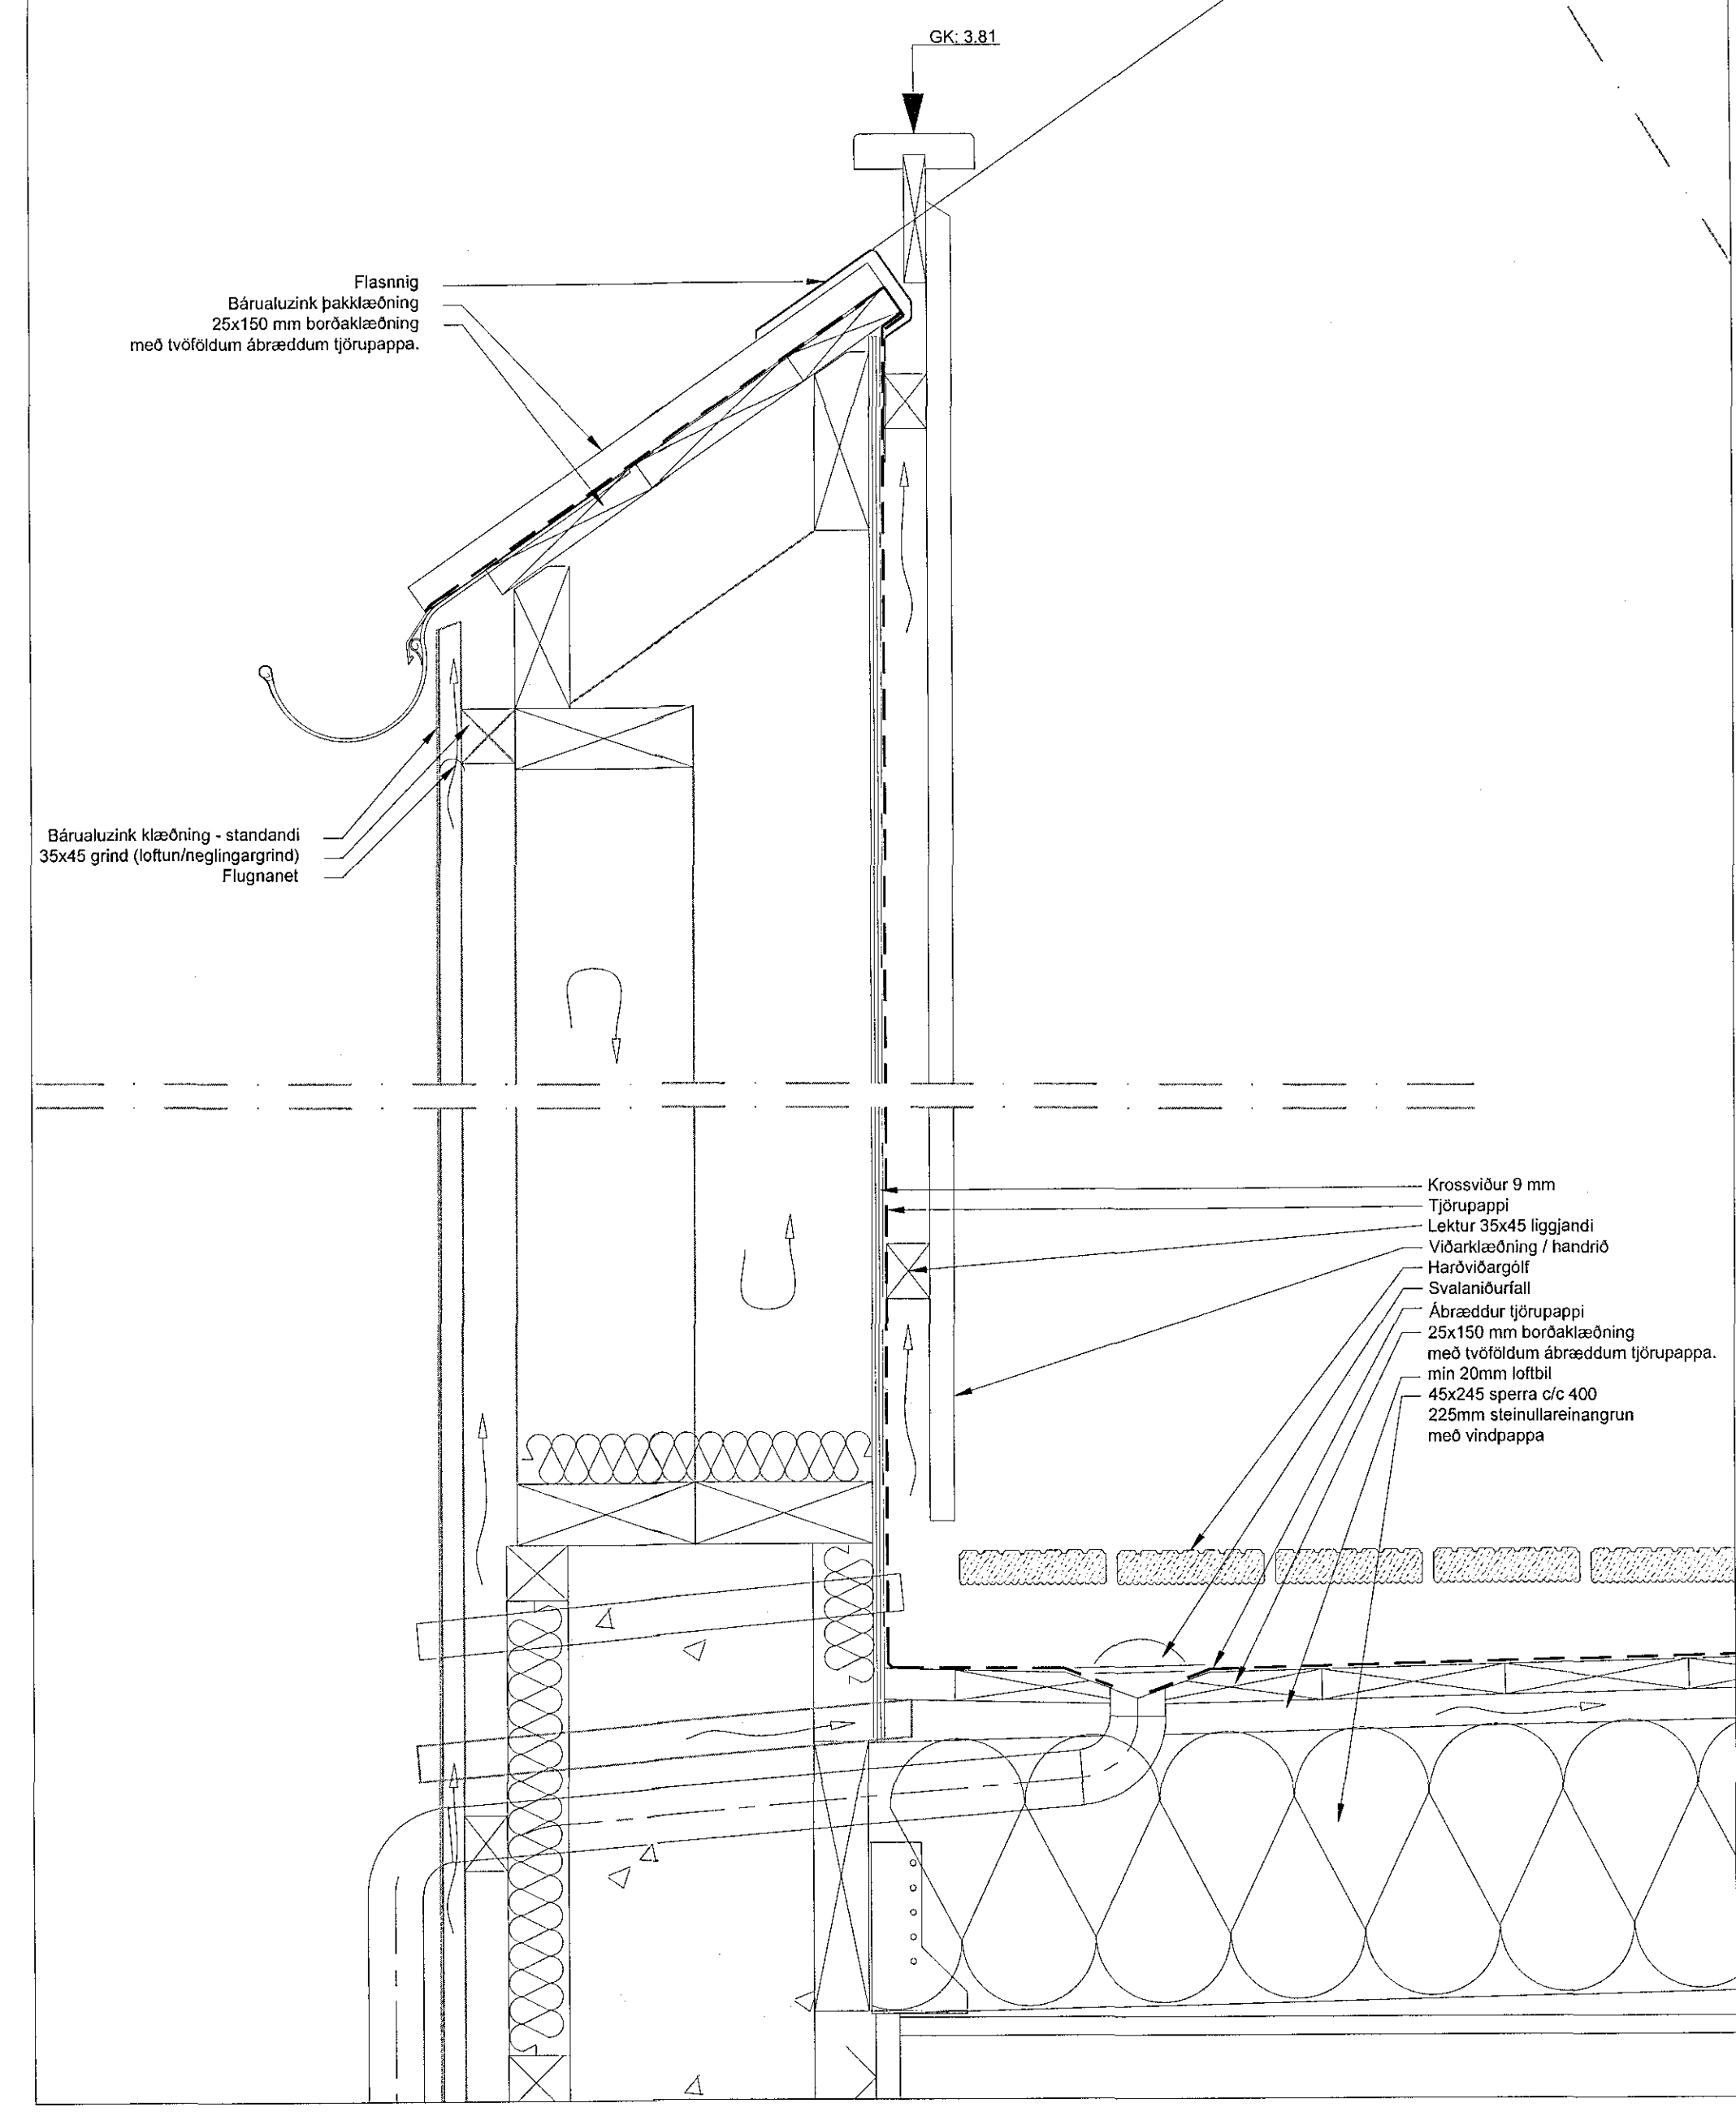 GK: 3.81
Flasnnig
Bárualuzink þakklæðning
25x150 mm borðaklæðning
með tvöföldum ábræddum tjörupappa.
Bárualuzink klæðning - standandi
35x45 grind (loftun/neglingargrind)
Flugnanet
Krossviður 9 mm
Tjörupappi
Lektur 35x45 liggjandi
Viðarklæðning / handrið
Harðviðargólf
Svalaniðurfall
Ábræddur tjörupappi
25x150 mm borðaklæðning
með tvöföldum ábræddum tjörupappa.
min 20mm loftbil
45x245 sperra c/c 400
225mm steinullareinangrun
með vindpappa